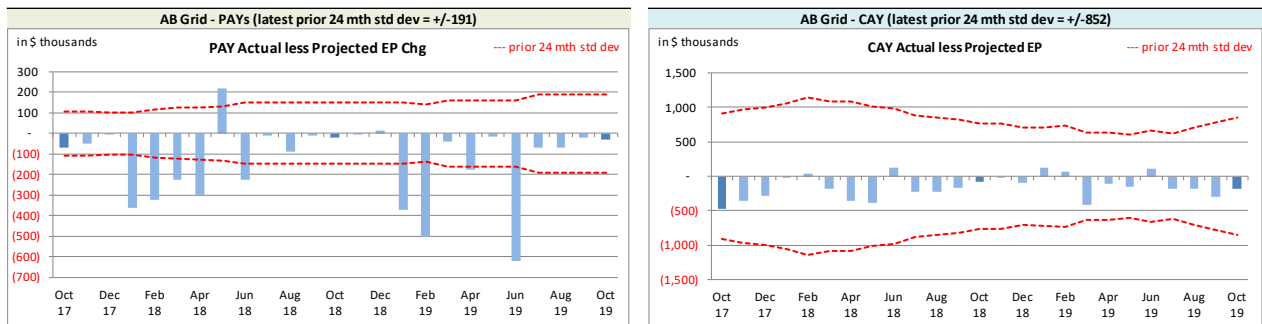 AB Grid - PAYs (latest prior 24 mth std dev = +/-191)
in $ thousands
PAY Actual less Projected EP Chg
--- prior 24 mth std dev
300
200
100
-
(100)
(200)
(300)
(400)
(500)
(600)
(700)
Oct Dec Feb Apr Jun Aug Oct Dec Feb Apr Jun Aug Oct
17 17 18 18 18 18 18 18 19 19 19 19 19
AB Grid - CAY (latest prior 24 mth std dev = +/-852)
in $ thousands
CAY Actual less Projected EP
--- prior 24 mth std dev
1,500
1,000
500
-
(500)
(1,000)
(1,500)
Oct Dec Feb Apr Jun Aug Oct Dec Feb Apr Jun Aug Oct
17 17 18 18 18 18 18 18 19 19 19 19 19